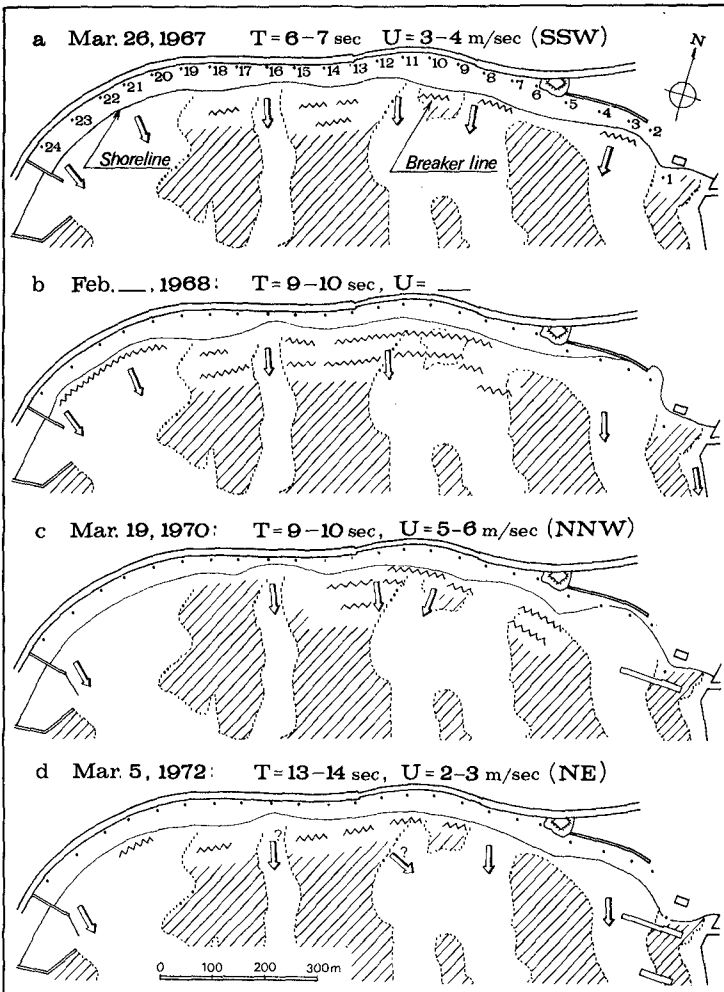 a Mar. 26, 1967 T=6–7 sec U=3–4 m/sec (SSW)
N
24 23 22 21 20 19 18 17 16 15 14 13 12 11 10 9 8 7 6 5 4 3 2
1
Shoreline Breaker line
b Feb. __, 1968: T=9–10 sec, U= __
c Mar. 19, 1970: T=9–10 sec, U=5-6 m/sec (NNW)
d Mar. 5, 1972: T=13–14 sec, U=2–3 m/sec (NE)
? ?
0 100 200 300m